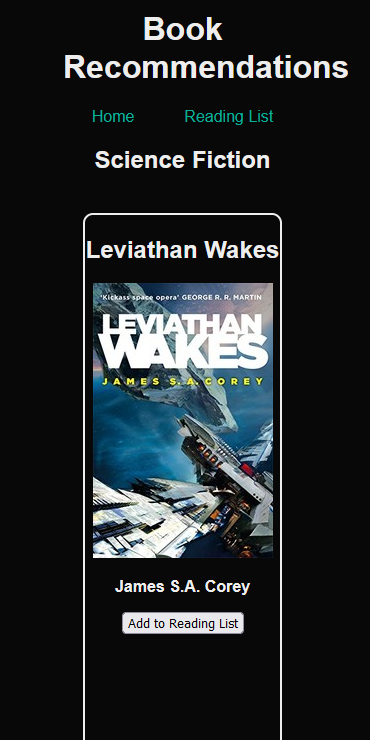 Book
Recommendations
Home Reading List
Science Fiction
Leviathan Wakes
'Kickass space opera' GEORGE R. R. MARTIN
LEVIATHAN
WAKES
JAMES S. A. COREY
James S.A. Corey
Add to Reading List